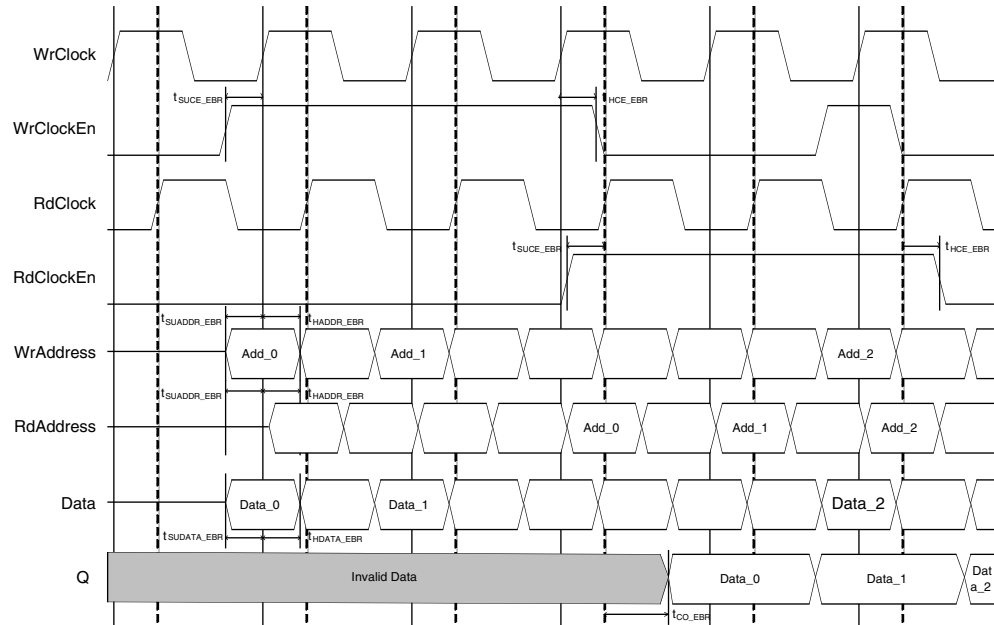 WrClock
tSUCE_EBR
tHCE_EBR
WrClockEn
RdClock
tSUCE_EBR
tHCE_EBR
RdClockEn
tSUADDR_EBR
tHADDR_EBR
WrAddress
Add_0
Add_1
Add_2
tSUADDR_EBR
tHADDR_EBR
RdAddress
Add_0
Add_1
Add_2
Data
Data_0
Data_1
Data_2
tSUDATA_EBR
tHDATA_EBR
Q
Invalid Data
Data_0
Data_1
Dat
a_2
tCO_EBR